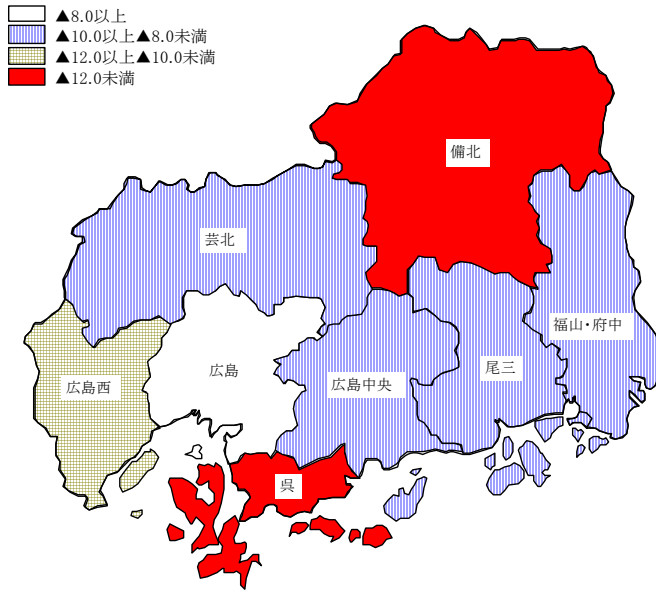 ▲8.0以上
▲10.0以上▲8.0未満
▲12.0以上▲10.0未満
▲12.0未満
備北
芸北
福山・府中
広島
尾三
広島西
広島中央
呉